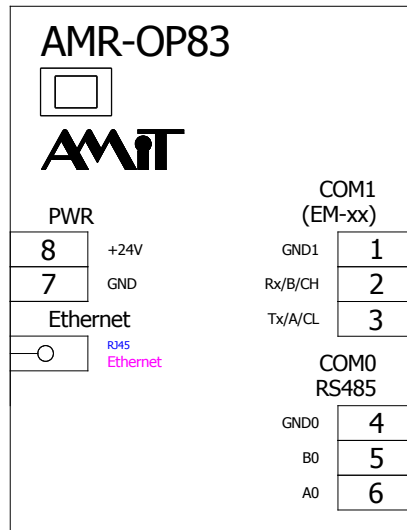 AMR-OP83
AMiT
COM1
(EM-xx)
PWR
8 +24V
7 GND
GND1 1
Rx/B/CH 2
Tx/A/CL 3
Ethernet
RJ45
Ethernet
COM0
RS485
GND0 4
B0 5
A0 6